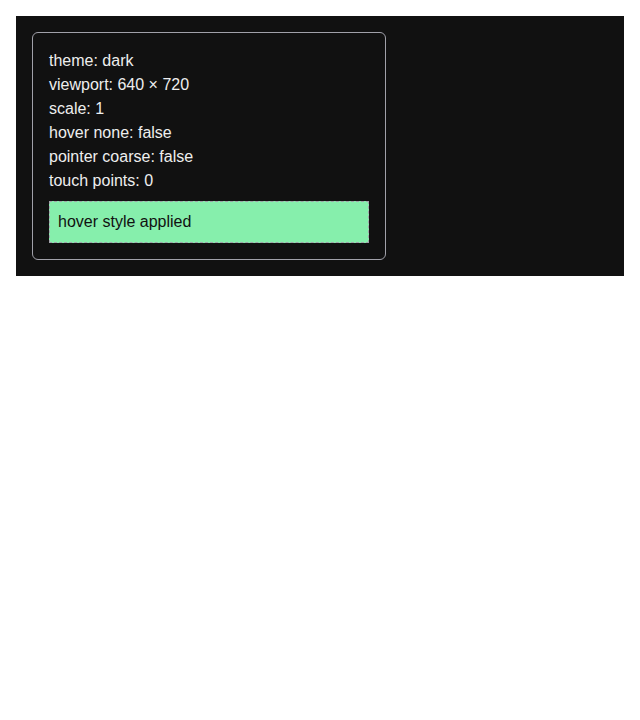 theme: dark
viewport: 640 × 720
scale: 1
hover none: false
pointer coarse: false
touch points: 0
hover style applied